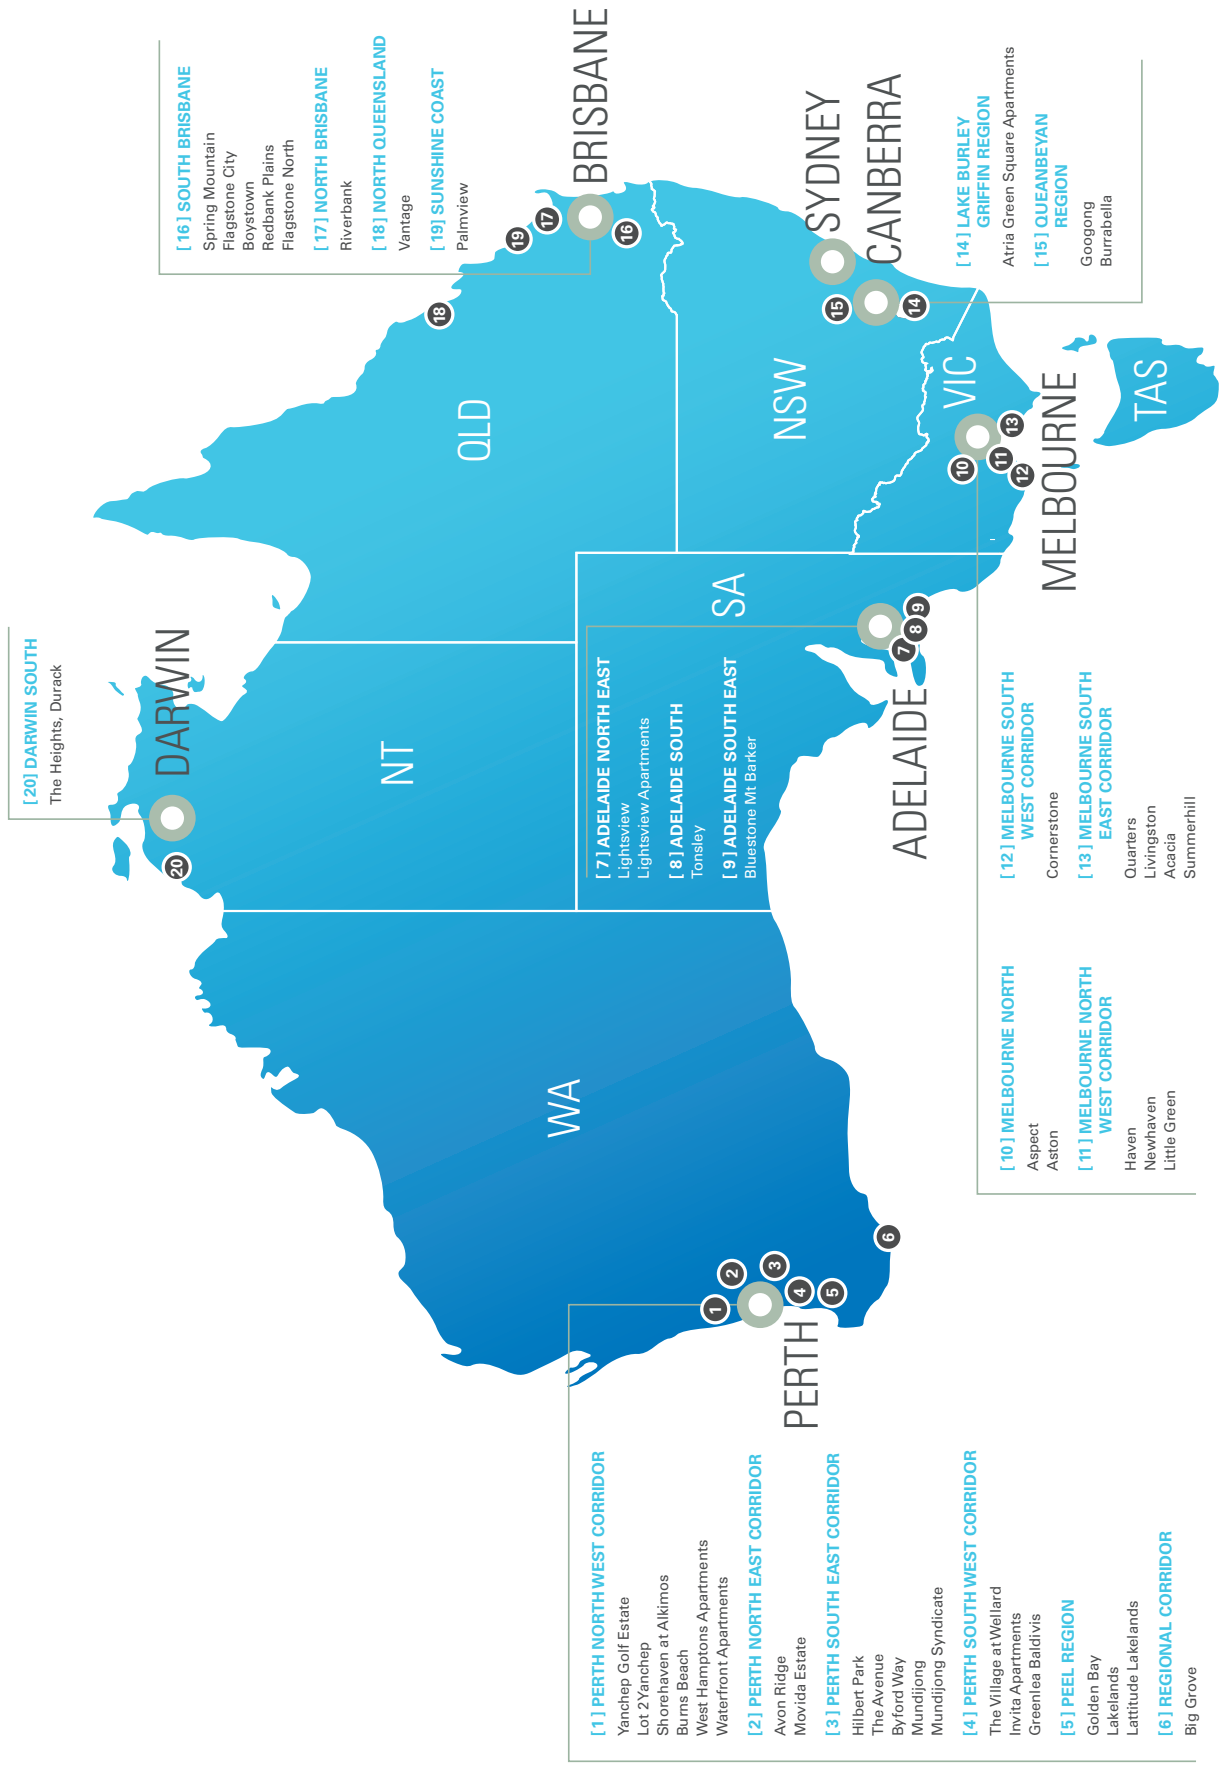 [ 1 ] PERTH NORTH WEST CORRIDOR
Yanchep Golf Estate
Lot 2 Yanchep
Shorehaven at Alkimos
Burns Beach
West Hamptons Apartments
Waterfront Apartments
[ 2 ] PERTH NORTH EAST CORRIDOR
Avon Ridge
Movida Estate
[ 3 ] PERTH SOUTH EAST CORRIDOR
Hilbert Park
The Avenue
Byford Way
Mundijong
Mundijong Syndicate
[ 4 ] PERTH SOUTH WEST CORRIDOR
The Village at Wellard
Invita Apartments
Greenlea Baldivis
[ 5 ] PEEL REGION
Golden Bay
Lakelands
Lattitude Lakelands
[ 6 ] REGIONAL CORRIDOR
Big Grove
PERTH
1
2
3
4
5
6
WA
[ 10 ] MELBOURNE NORTH
Aspect
Aston
[ 11 ] MELBOURNE NORTH
WEST CORRIDOR
Haven
Newhaven
Little Green
[ 12 ] MELBOURNE SOUTH
WEST CORRIDOR
Cornerstone
[ 13 ] MELBOURNE SOUTH
EAST CORRIDOR
Quarters
Livingston
Acacia
Summerhill
[20] DARWIN SOUTH
The Heights, Durack
DARWIN
20
NT
[ 7 ] ADELAIDE NORTH EAST
Lightsview
Lightsview Apartments
[ 8 ] ADELAIDE SOUTH
Tonsley
[ 9 ] ADELAIDE SOUTH EAST
Bluestone Mt Barker
SA
ADELAIDE
7
8
9
MELBOURNE
10
11
12
13
VIC
TAS
QLD
NSW
[ 16 ] SOUTH BRISBANE
Spring Mountain
Flagstone City
Boystown
Redbank Plains
Flagstone North
[ 17 ] NORTH BRISBANE
Riverbank
[18] NORTH QUEENSLAND
Vantage
[19] SUNSHINE COAST
Palmview
18
19
17
16
BRISBANE
SYDNEY
CANBERRA
15
14
[ 14 ] LAKE BURLEY
GRIFFIN REGION
Atria Green Square Apartments
[ 15 ] QUEANBEYAN
REGION
Googong
Burrabella